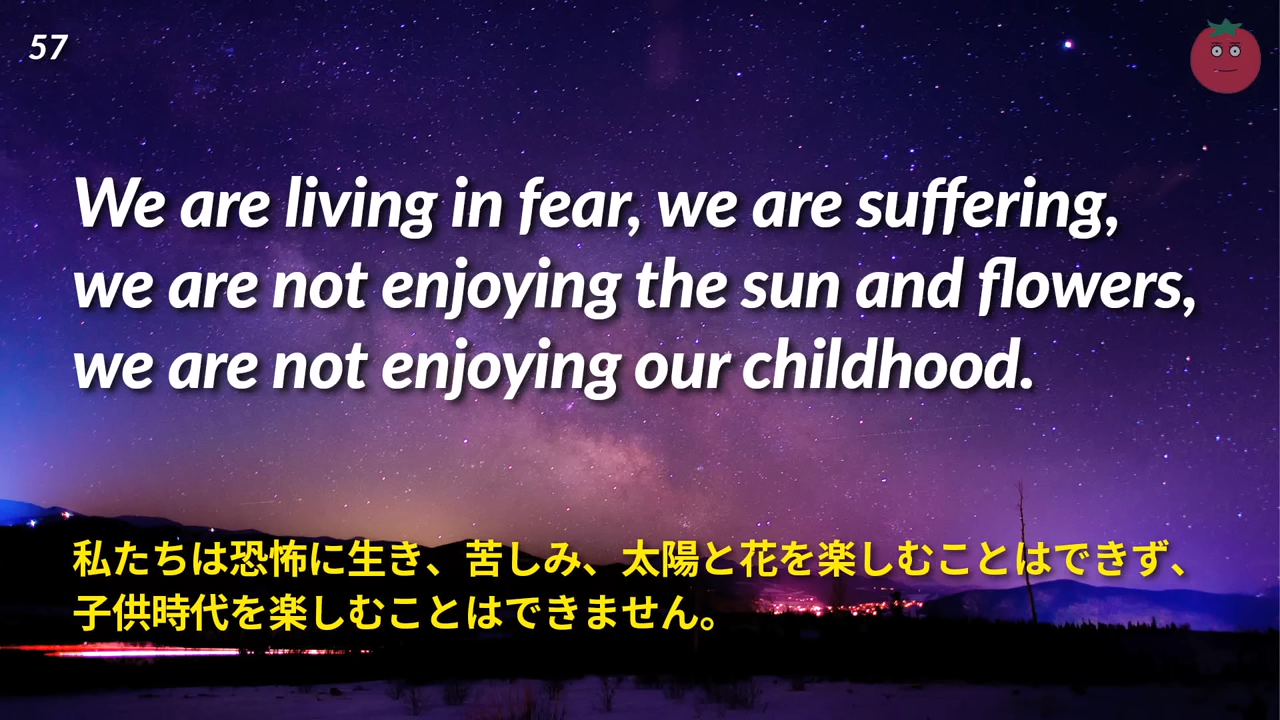 57
We are living in fear, we are suffering,
we are not enjoying the sun and flowers,
we are not enjoying our childhood.
私たちは恐怖に生き、苦しみ、太陽と花を楽しむことはできず、
子供時代を楽しむことはできません。